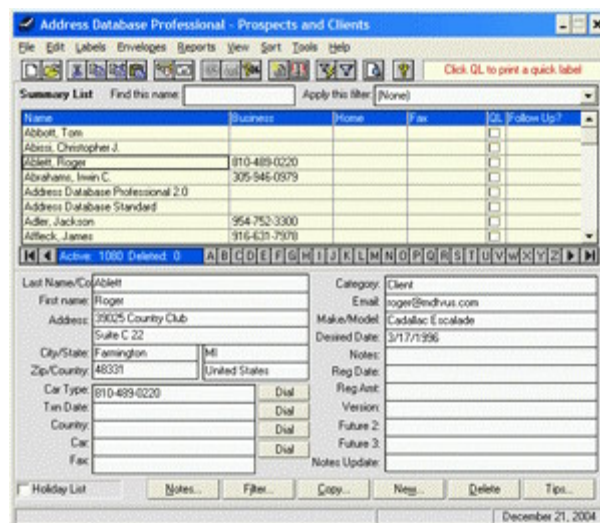 Address Database Professional - Prospects and Clients
File Edit Labels Envelopes Reports View Sort Tools Help
Click QL to print a quick label
Summary List Find this name: Apply this filter: (None)
Name Business Home Fax QL Follow Up?
Abbott, Tom
Abissi, Christopher J.
Ablett, Roger 810-489-0220
Abrahams, Irwin C. 305-946-0979
Address Database Professional 2.0
Address Database Standard
Adler, Jackson 954-752-3300
Affleck, James 916-631-7978
Active: 1080 Deleted: 0 A B C D E F G H I J K L M N O P Q R S T U V W X Y Z
Last Name/Co Ablett Category: Client
First name: Roger Email: roger@mdtvus.com
Address: 39025 Country Club Make/Model: Cadallac Escalade
Suite C 22 Desired Date: 3/17/1996
City/State: Farmington MI Notes:
Zip/Country: 48331 United States Reg Date:
Car Type: 810-489-0220 Dial Reg Amt:
Txn Date: Dial Version:
Country: Dial Future 2:
Car: Dial Future 3:
Fax: Notes Update:
Holiday List Notes... Filter... Copy... New... Delete Tips...
December 21, 2004